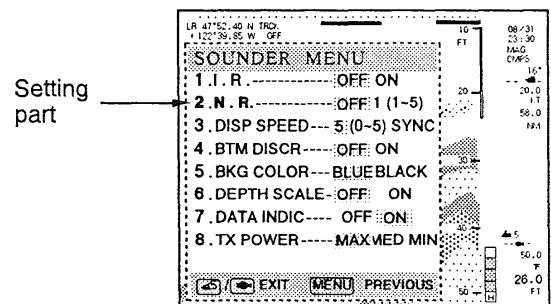 LR 47°52.40 N TRCK
122°39.85 W OFF
10
FT
08/31
23:30
MAG
CMPS
SOUNDER MENU
1.I.R.-----------OFF ON
16°
Setting
part
2.N.R.-----------OFF 1 (1~5)
20
20.0
FT
3.DISP SPEED--- 5 (0~5) SYNC
58.0
NM
4.BTM DISCR----OFF ON
5.BKG COLOR---BLUE BLACK
30
6.DEPTH SCALE-OFF ON
7.DATA INDIC---- OFF ON
40
5
8.TX POWER-----MAX MED MIN
50.0
°F
EXIT MENU PREVIOUS
26.0
FT
50
H